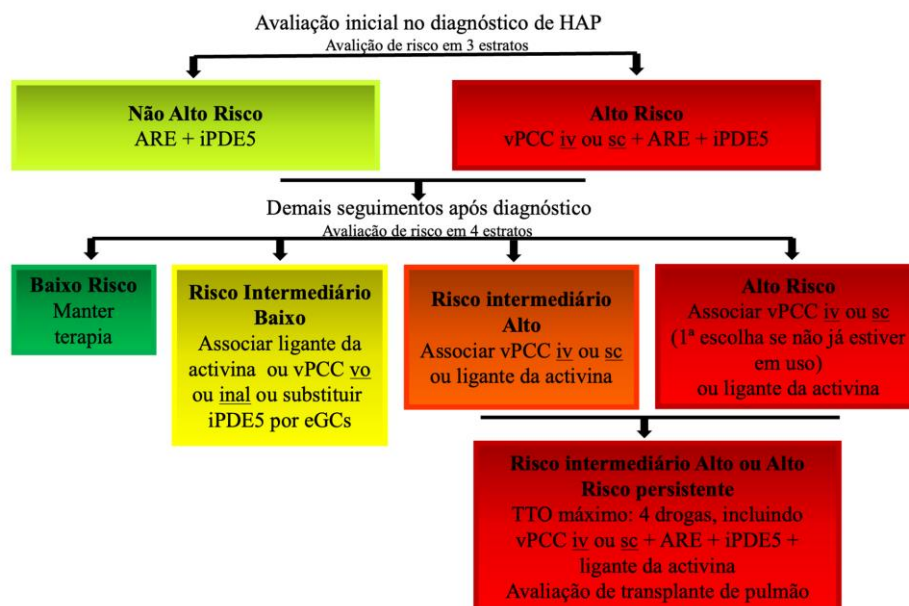 Avaliação inicial no diagnóstico de HAP
Avalição de risco em 3 estratos
Não Alto Risco
ARE + iPDE5
Alto Risco
vPCC iv ou sc + ARE + iPDE5
Demais seguimentos após diagnóstico
Avaliação de risco em 4 estratos
Baixo Risco
Manter
terapia
Risco Intermediário
Baixo
Associar ligante da
activina ou vPCC vo
ou inal ou substituir
iPDE5 por eGCs
Risco intermediário
Alto
Associar vPCC iv ou sc
ou ligante da activina
Alto Risco
Associar vPCC iv ou sc
(1ª escolha se não já estiver
em uso)
ou ligante da activina
Risco intermediário Alto ou Alto
Risco persistente
TTO máximo: 4 drogas, incluindo
vPCC iv ou sc + ARE + iPDE5 +
ligante da activina
Avaliação de transplante de pulmão